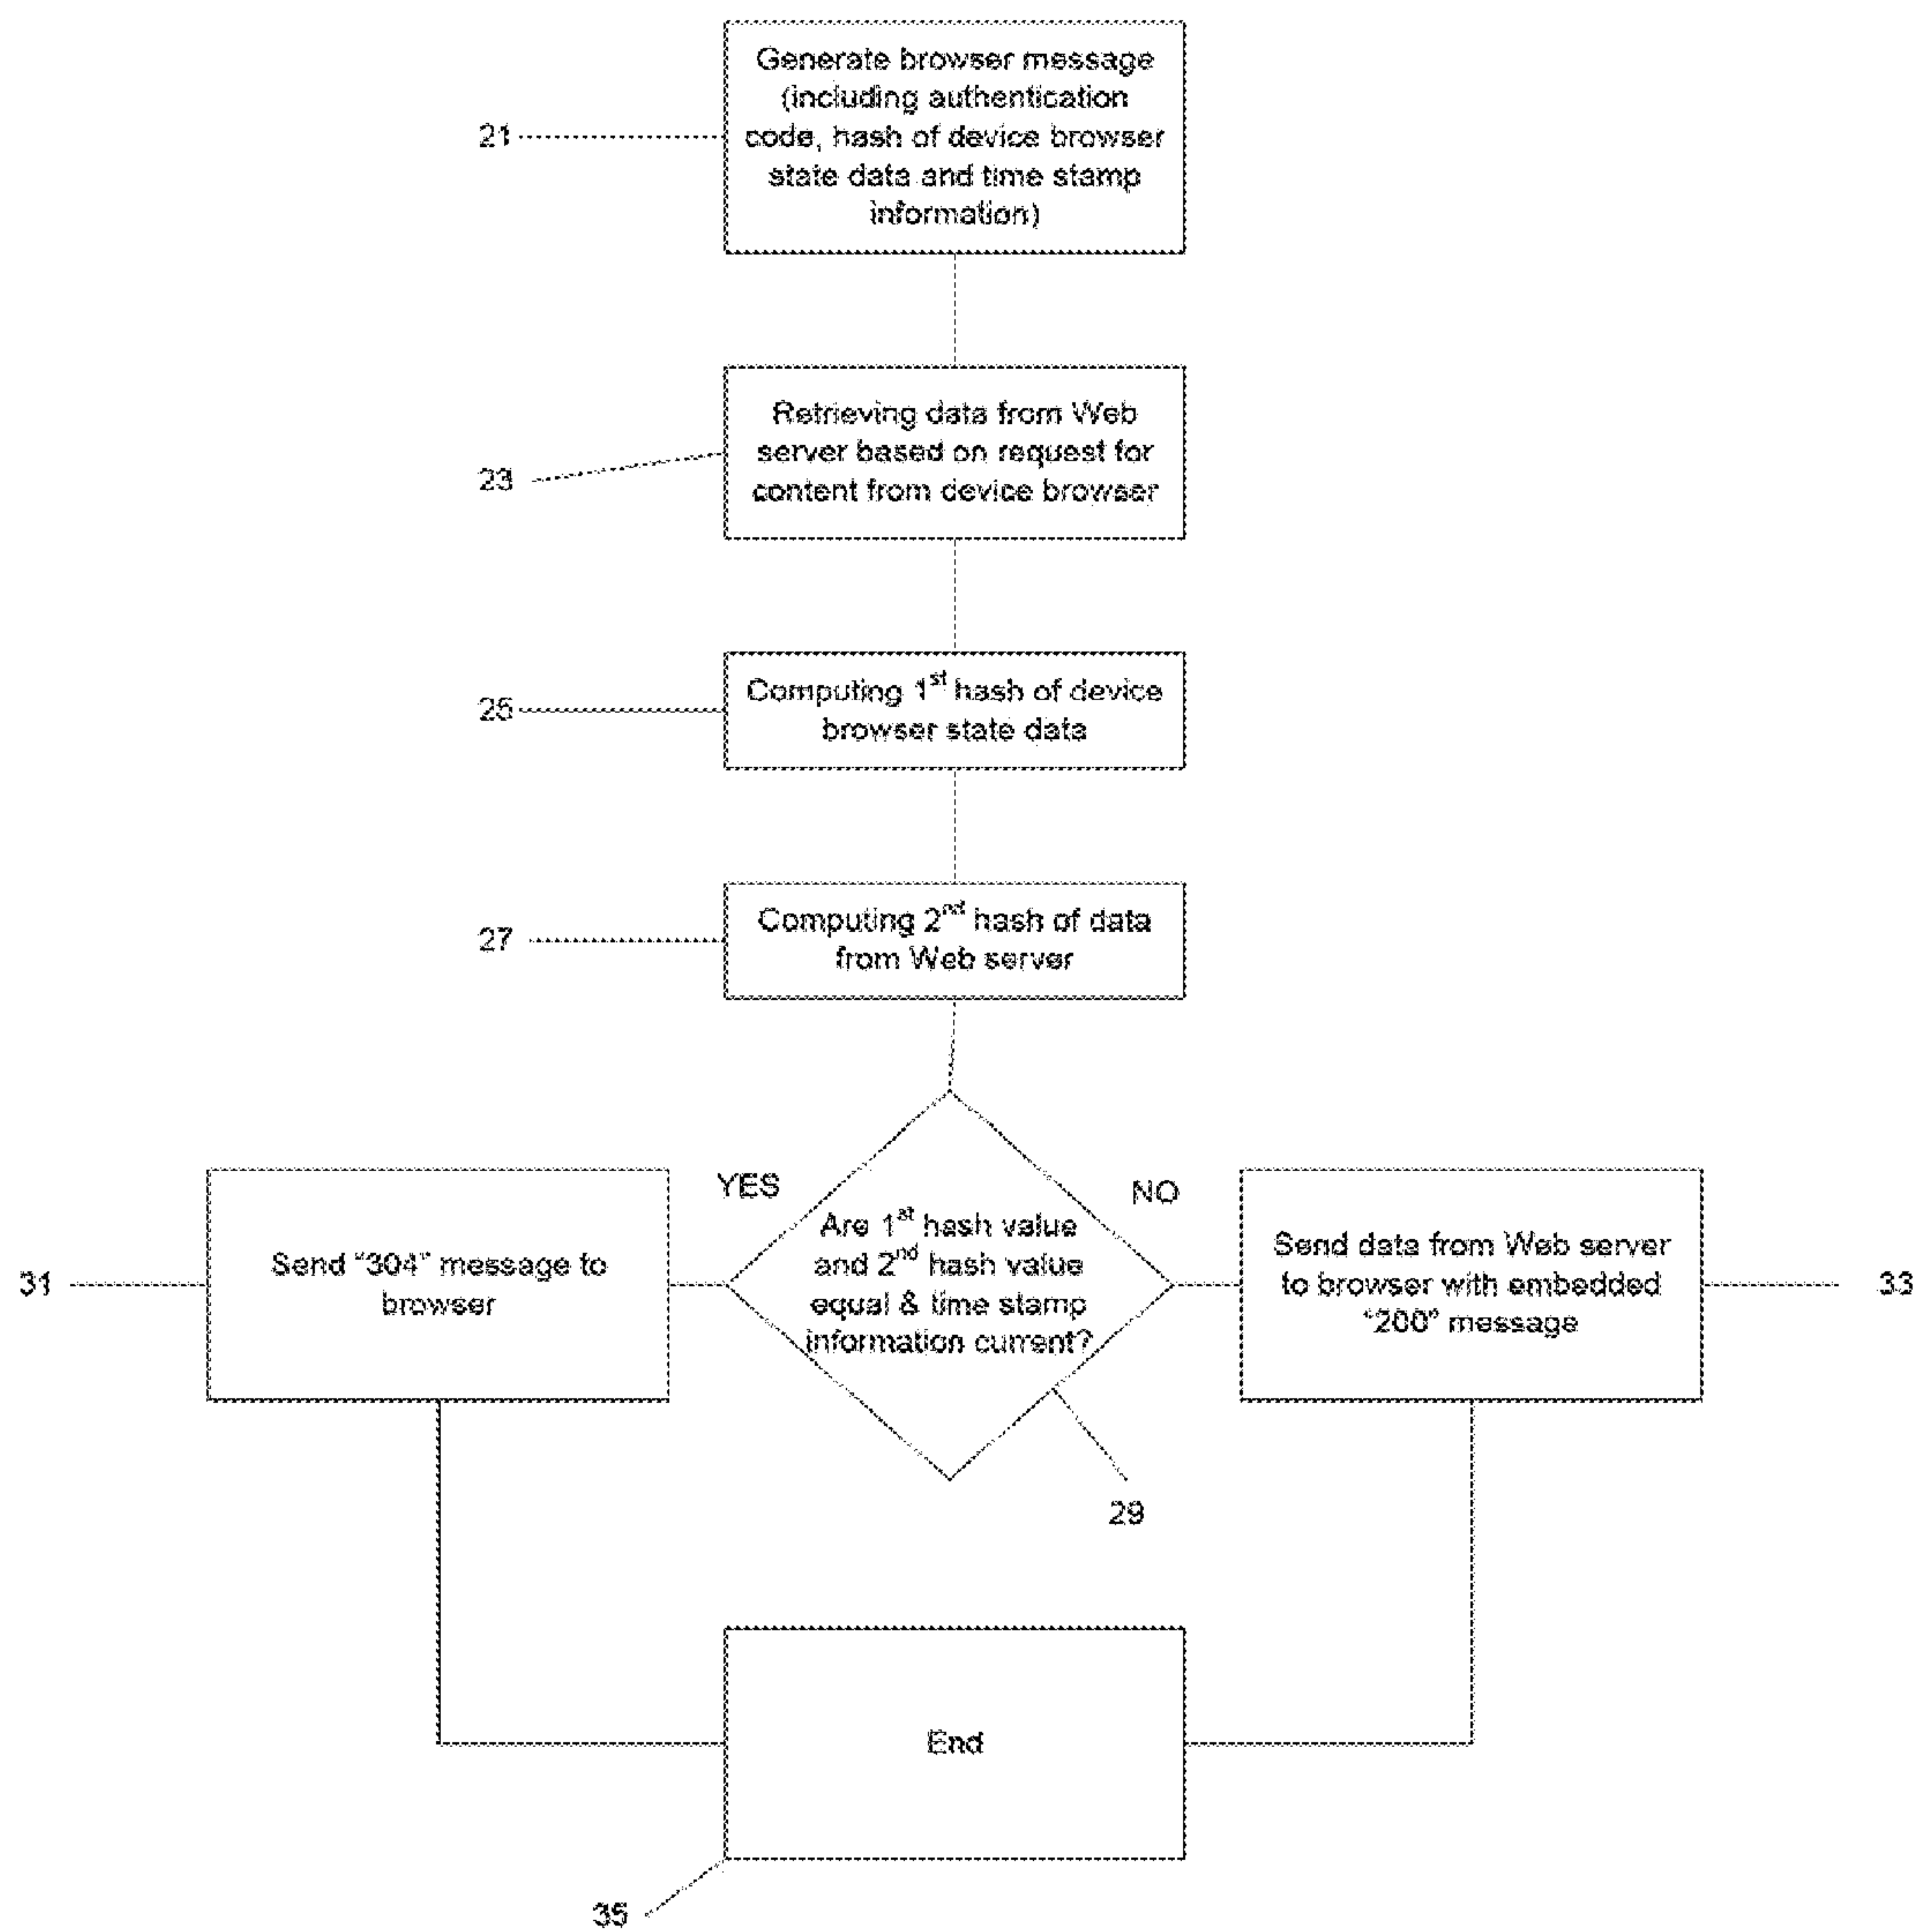 Generate browser message
(including authentication
code, hash of device browser
state data and time stamp
information)
21
Retrieving data from Web
server based on request for
content from device browser
23
Computing 1st hash of device
browser state data
25
Computing 2nd hash of data
from Web server
27
YES
NO
Are 1st hash value
and 2nd hash value
equal & time stamp
information current?
29
Send "304" message to
browser
31
Send data from Web server
to browser with embedded
"200" message
33
End
35